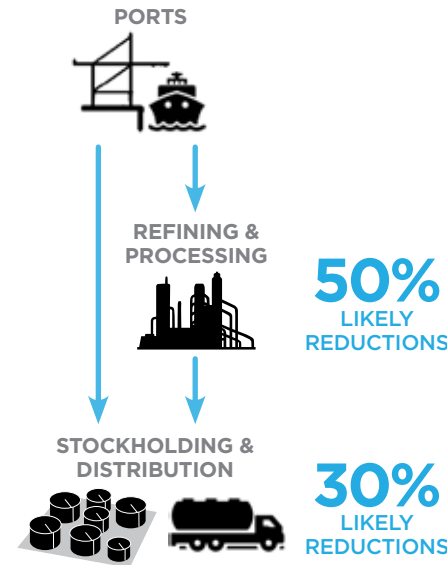 PORTS
REFINING &
PROCESSING
50%
LIKELY
REDUCTIONS
STOCKHOLDING &
DISTRIBUTION
30%
LIKELY
REDUCTIONS